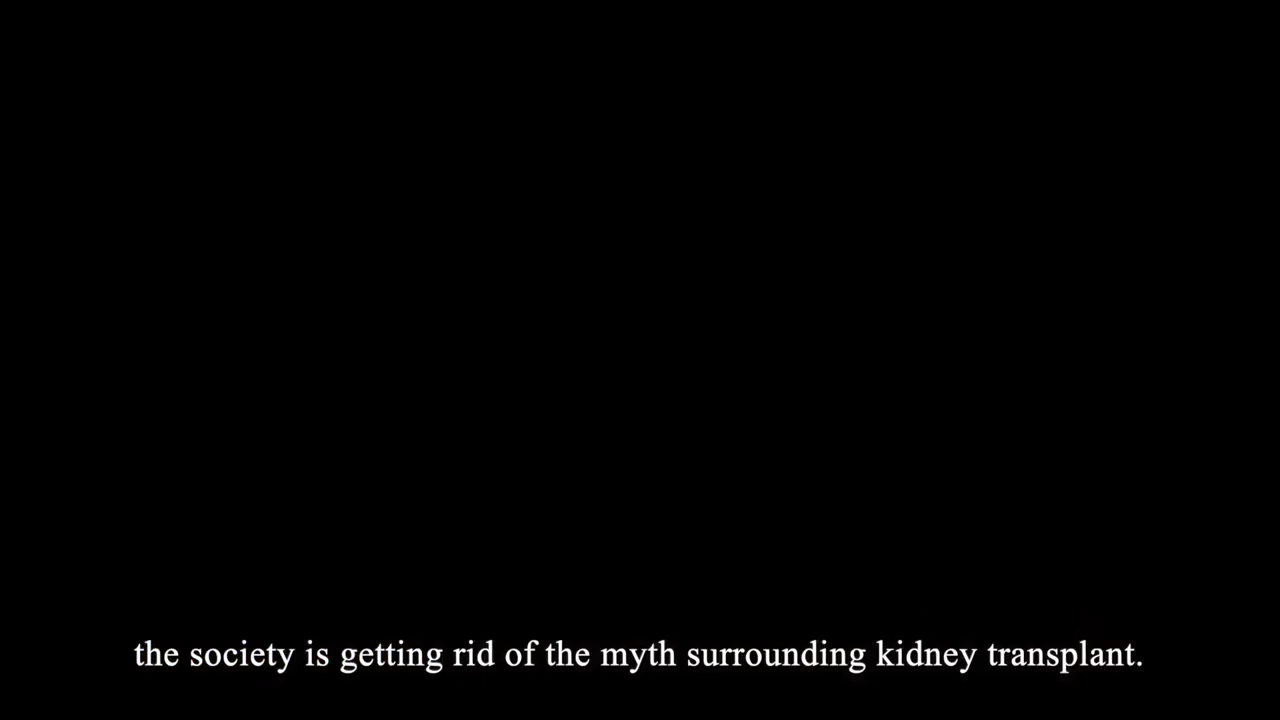 the society is getting rid of the myth surrounding kidney transplant.